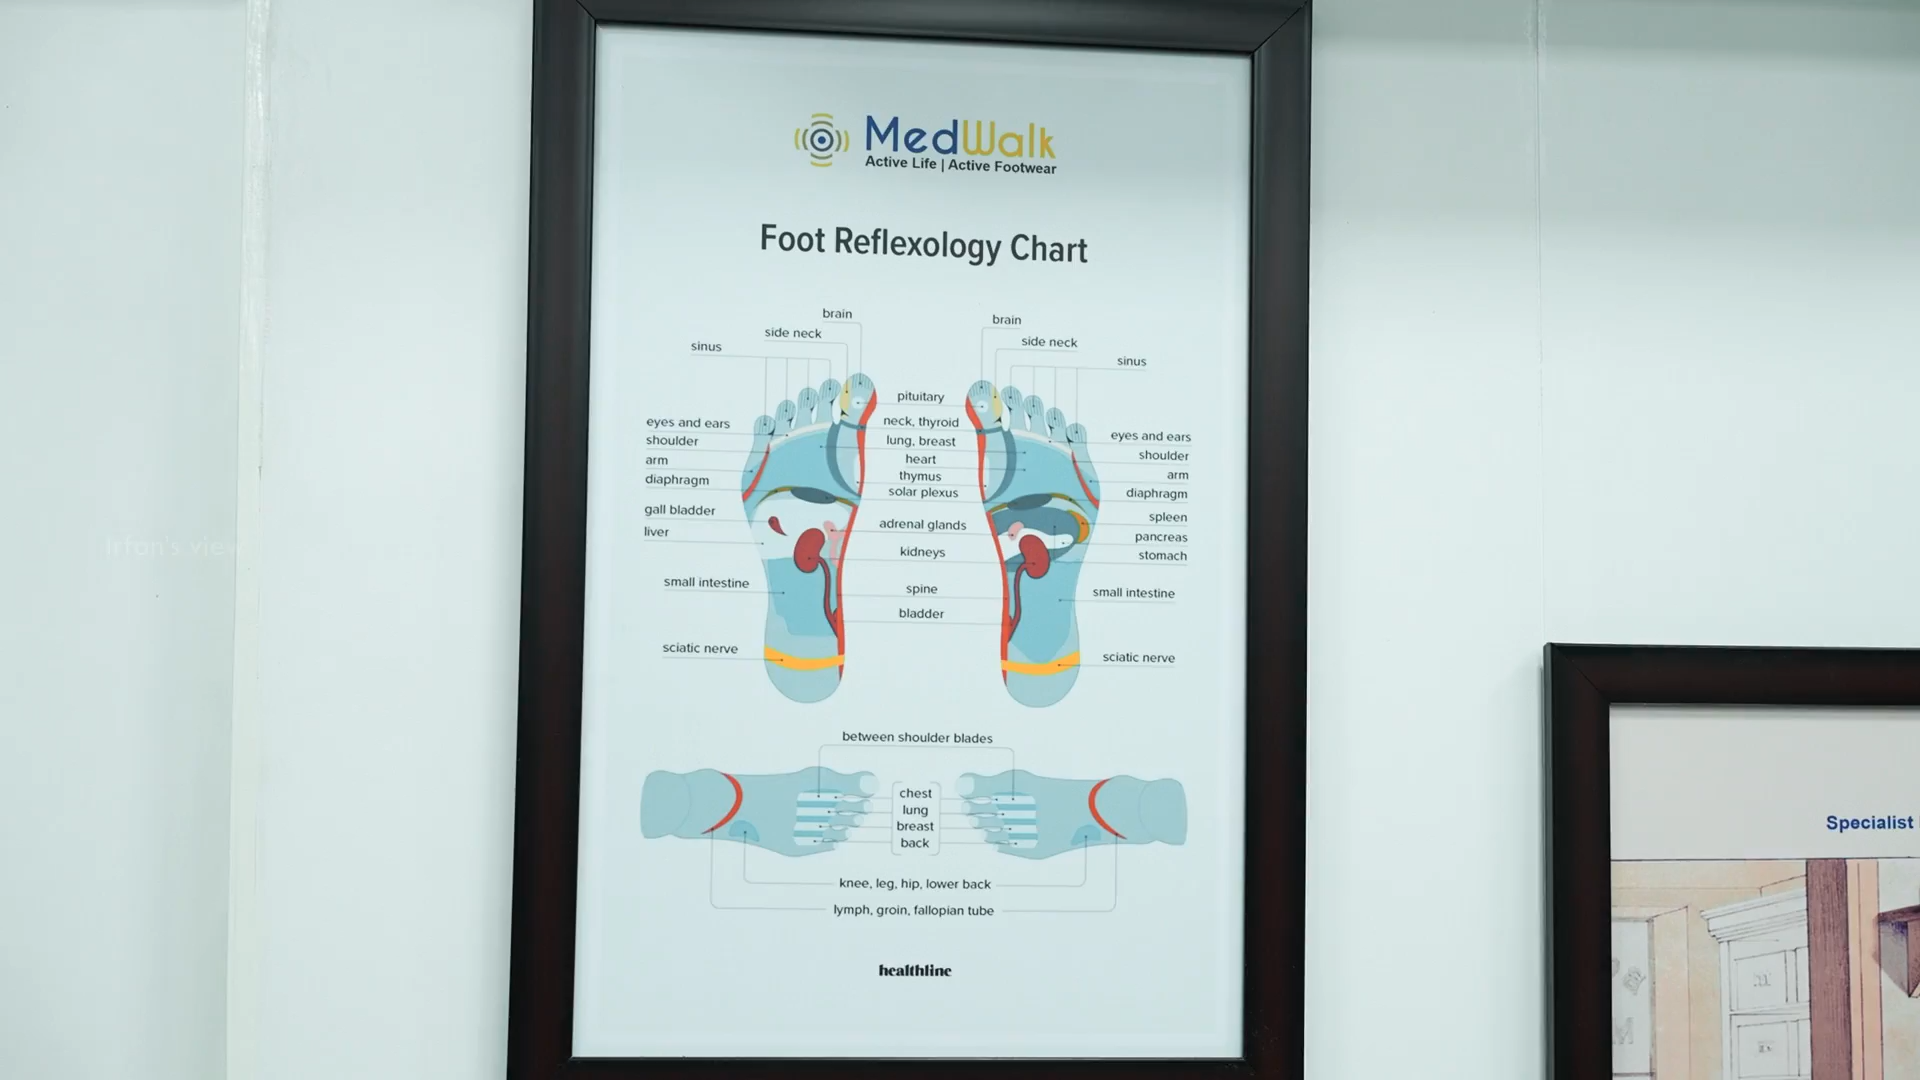 MedWalk
Active Life | Active Footwear
Foot Reflexology Chart
brain
side neck
sinus
brain
side neck
sinus
pituitary
neck, thyroid
lung, breast
heart
thymus
solar plexus
adrenal glands
kidneys
spine
bladder
eyes and ears
shoulder
arm
diaphragm
gall bladder
liver
small intestine
sciatic nerve
eyes and ears
shoulder
arm
diaphragm
spleen
pancreas
stomach
small intestine
sciatic nerve
between shoulder blades
chest
lung
breast
back
knee, leg, hip, lower back
lymph, groin, fallopian tube
healthline
Irfan's view
Specialist